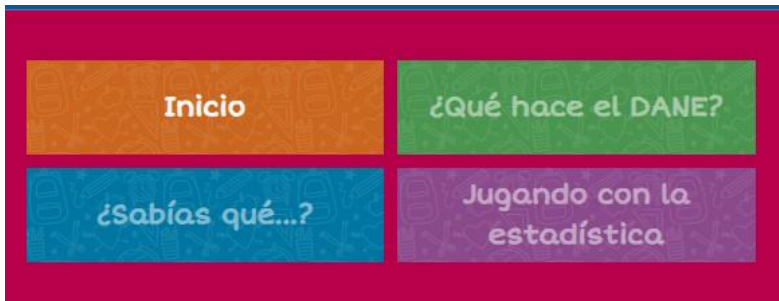 Inicio
¿Qué hace el DANE?
¿Sabías qué...?
Jugando con la
estadística